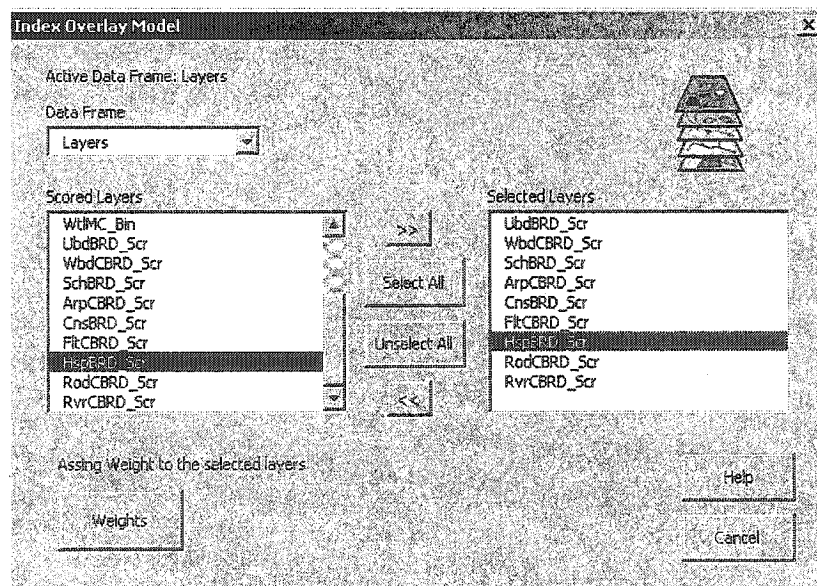 Index Overlay Model
Active Data Frame: Layers
Data Frame
Layers
Scored Layers
WtlMC_Bin
UbdBRD_Scr
WbdCBRD_Scr
SchBRD_Scr
ArpCBRD_Scr
CnsBRD_Scr
FltCBRD_Scr
HspBRD_Scr
RodCBRD_Scr
RvrCBRD_Scr
>>
Select All
Unselect All
<<
Selected Layers
UbdBRD_Scr
WbdCBRD_Scr
SchBRD_Scr
ArpCBRD_Scr
CnsBRD_Scr
FltCBRD_Scr
HspBRD_Scr
RodCBRD_Scr
RvrCBRD_Scr
Assing Weight to the selected layers
Weights
Help
Cancel